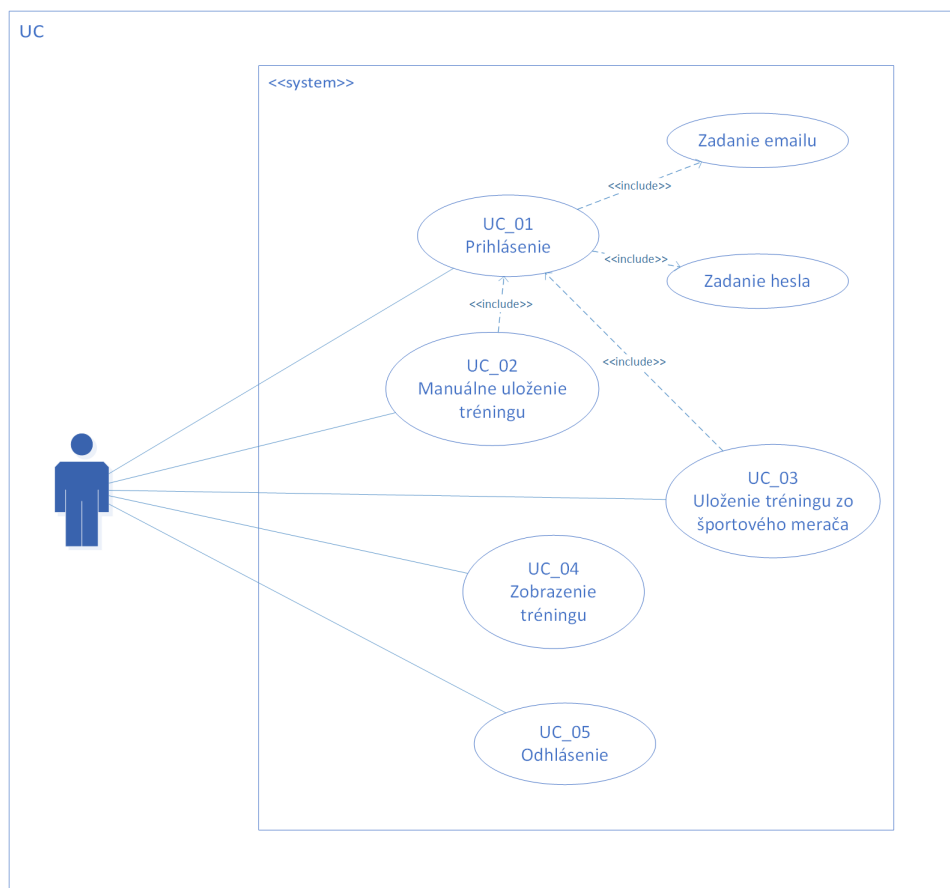 UC
<<system>>
Zadanie emailu
<<include>>
UC_01
Prihlásenie
<<include>>
Zadanie hesla
<<include>>
UC_02
Manuálne uloženie
tréningu
<<include>>
UC_03
Uloženie tréningu zo
športového merača
UC_04
Zobrazenie
tréningu
UC_05
Odhlásenie